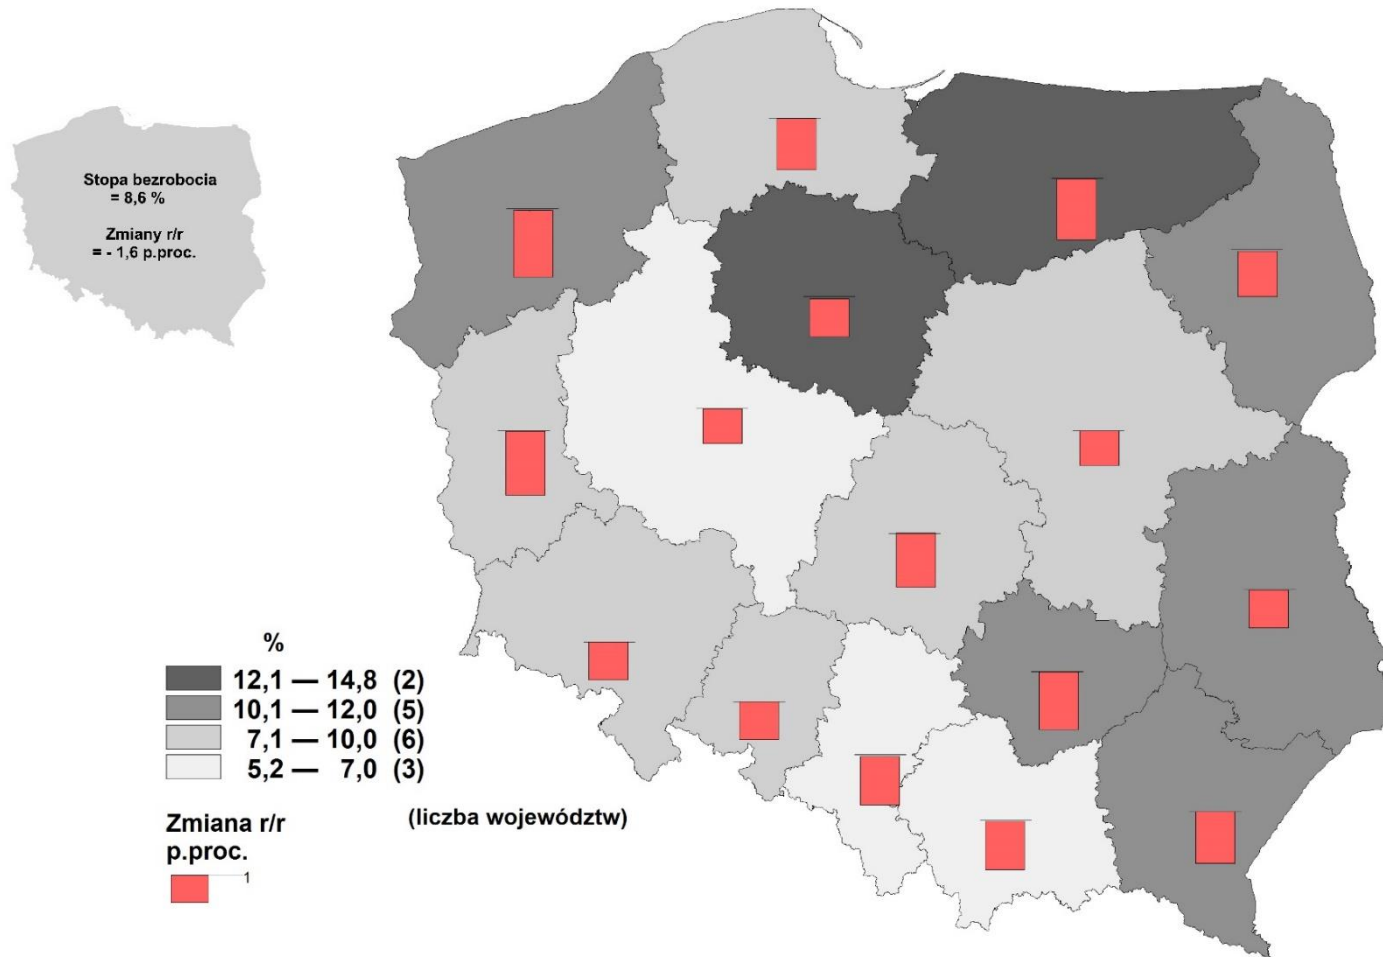 Stopa bezrobocia
= 8,6 %
Zmiany r/r
= - 1,6 p.proc.
%
12,1 — 14,8 (2)
10,1 — 12,0 (5)
7,1 — 10,0 (6)
5,2 — 7,0 (3)
(liczba województw)
Zmiana r/r
p.proc.
1